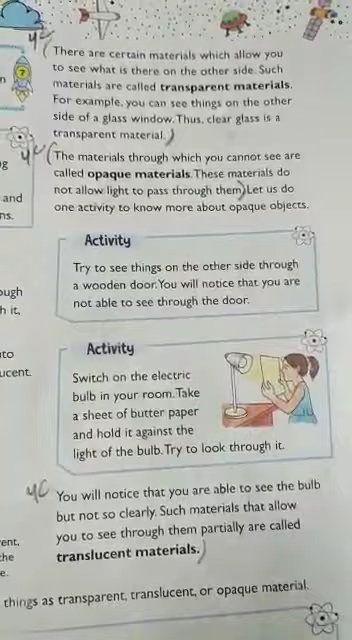 There are certain materials which allow you
to see what is there on the other side. Such
materials are called transparent materials.
For example, you can see things on the other
side of a glass window. Thus, clear glass is a
transparent material.
The materials through which you cannot see are
called opaque materials. These materials do
not allow light to pass through them. Let us do
one activity to know more about opaque objects.
and
ns.
Activity
Try to see things on the other side through
a wooden door. You will notice that you are
not able to see through the door.
ough
h it,
Activity
Switch on the electric
bulb in your room. Take
a sheet of butter paper
and hold it against the
light of the bulb. Try to look through it.
nto
ucent.
You will notice that you are able to see the bulb
but not so clearly. Such materials that allow
you to see through them partially are called
translucent materials.
ent,
the
e.
things as transparent, translucent, or opaque material.